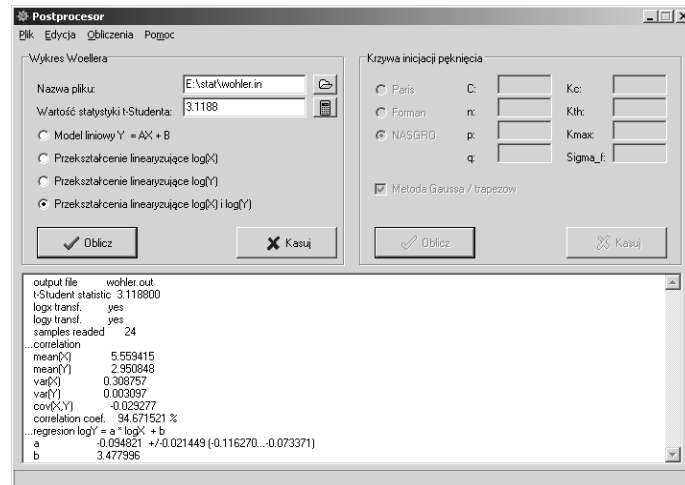 Postprocesor
Plik Edycja Obliczenia Pomoc
Wykres Woellera
Nazwa pliku: E:\stat\wohler.in
Wartość statystyki t-Studenta: 3.1188
Model liniowy Y = AX + B
Przekształcenie linearyzujące log(X)
Przekształcenie linearyzujące log(Y)
Przekształcenia linearyzujące log(X) i log(Y)
Oblicz Kasuj
Krzywa inicjacji pęknięcia
Paris C: Kc:
Forman n: Kth:
NASGRO p: Kmax:
q: Sigma_f:
Metoda Gaussa / trapezow
Oblicz Kasuj
output file wohler.out
t-Student statistic 3.118800
logx transf. yes
logy transf. yes
samples readed 24
...correlation
mean(X) 5.559415
mean(Y) 2.950848
var(X) 0.308757
var(Y) 0.003097
cov(X,Y) -0.029277
correlation coef. 94.671521 %
...regresion logY = a * logX + b
a -0.094821 +/-0.021449 (-0.116270...-0.073371)
b 3.477996